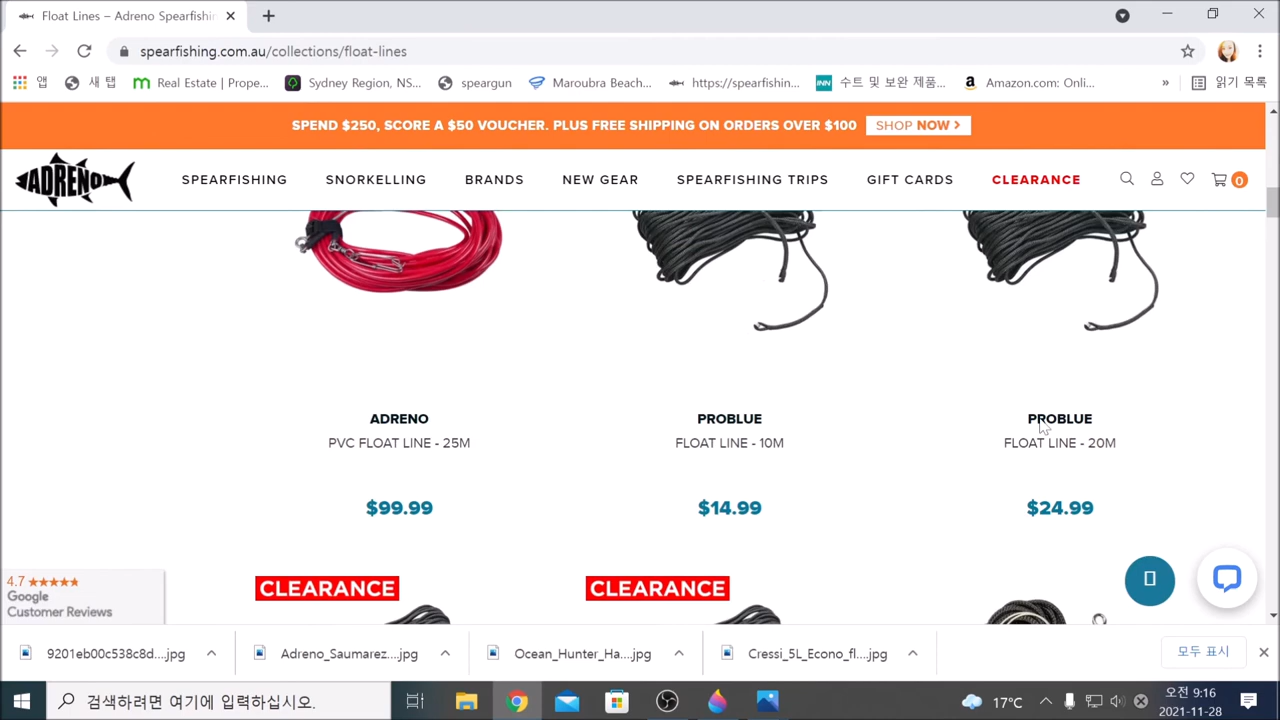 Float Lines – Adreno Spearfishin
spearfishing.com.au/collections/float-lines
앱 새 탭 Real Estate | Prope... Sydney Region, NS... speargun Maroubra Beach... https://spearfishin... 수트 및 보완 제품... Amazon.com: Onli... » 읽기 목록
SPEND $250, SCORE A $50 VOUCHER. PLUS FREE SHIPPING ON ORDERS OVER $100 SHOP NOW >
ADRENO SPEARFISHING SNORKELLING BRANDS NEW GEAR SPEARFISHING TRIPS GIFT CARDS CLEARANCE 0
ADRENO PROBLUE PROBLUE
PVC FLOAT LINE - 25M FLOAT LINE - 10M FLOAT LINE - 20M
$99.99 $14.99 $24.99
CLEARANCE CLEARANCE
4.7
Google
Customer Reviews
9201eb00c538c8d....jpg Adreno_Saumarez....jpg Ocean_Hunter_Ha....jpg Cressi_5L_Econo_fl....jpg 모두 표시
검색하려면 여기에 입력하십시오. 17°C 오전 9:16
2021-11-28